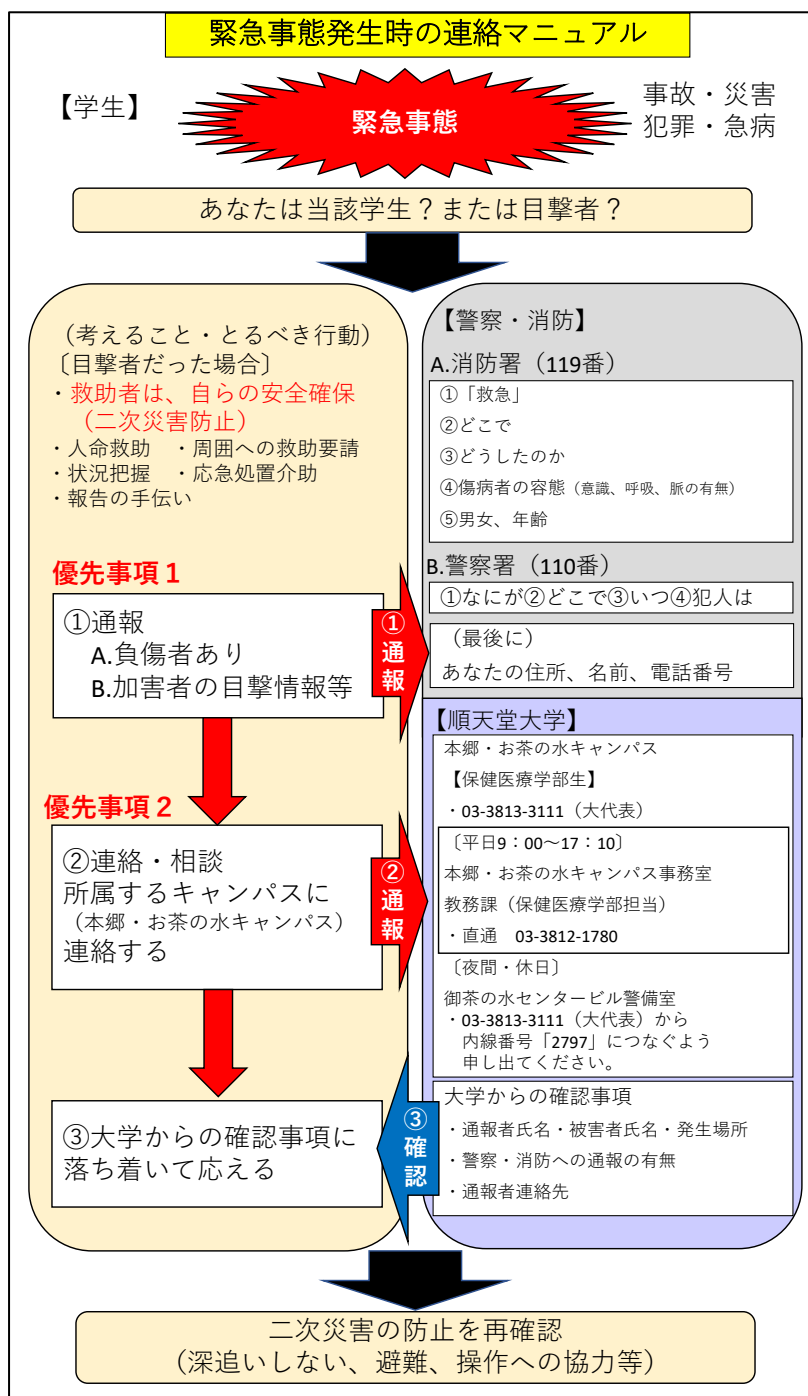 緊急事態発生時の連絡マニュアル
【学生】
緊急事態
事故・災害
犯罪・急病
あなたは当該学生？または目撃者？
（考えること・とるべき行動）
〔目撃者だった場合〕
・救助者は、自らの安全確保
（二次災害防止）
・人命救助　・周囲への救助要請
・状況把握　・応急処置介助
・報告の手伝い
優先事項１
①通報
A.負傷者あり
B.加害者の目撃情報等
①通報
優先事項２
②連絡・相談
所属するキャンパスに
（本郷・お茶の水キャンパス）
連絡する
②通報
③大学からの確認事項に
落ち着いて応える
③確認
【警察・消防】
A.消防署（119番）
①「救急」
②どこで
③どうしたのか
④傷病者の容態（意識、呼吸、脈の有無）
⑤男女、年齢
B.警察署（110番）
①なにが②どこで③いつ④犯人は
（最後に）
あなたの住所、名前、電話番号
【順天堂大学】
本郷・お茶の水キャンパス
【保健医療学部生】
・03-3813-3111（大代表）
〔平日9：00～17：10〕
本郷・お茶の水キャンパス事務室
教務課（保健医療学部担当）
・直通　03-3812-1780
〔夜間・休日〕
御茶の水センタービル警備室
・03-3813-3111（大代表）から
内線番号「2797」につなぐよう
申し出てください。
大学からの確認事項
・通報者氏名・被害者氏名・発生場所
・警察・消防への通報の有無
・通報者連絡先
二次災害の防止を再確認
（深追いしない、避難、操作への協力等）